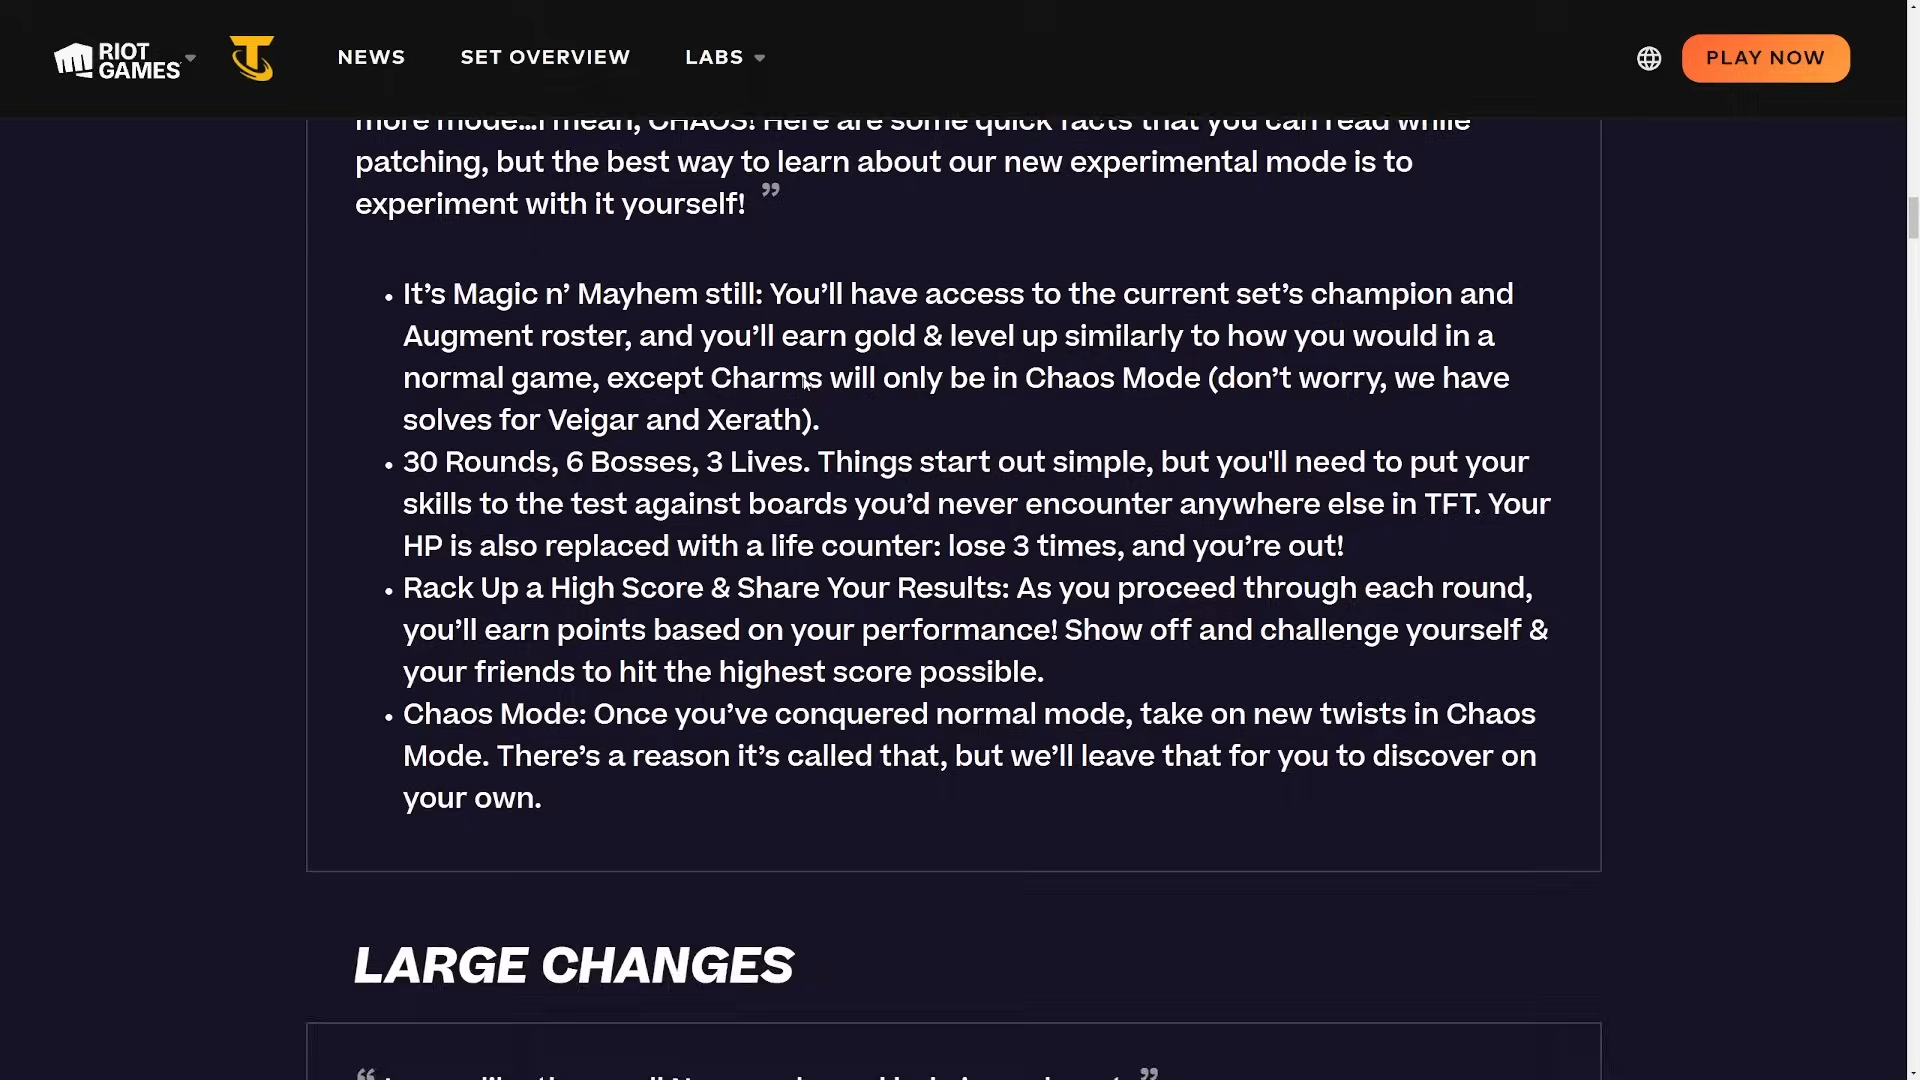 RIOT GAMES
NEWS
SET OVERVIEW
LABS
PLAY NOW
more mode...I mean, CHAOS! Here are some quick facts that you can read while
patching, but the best way to learn about our new experimental mode is to
experiment with it yourself! ”
• It’s Magic n’ Mayhem still: You’ll have access to the current set’s champion and
Augment roster, and you’ll earn gold & level up similarly to how you would in a
normal game, except Charms will only be in Chaos Mode (don’t worry, we have
solves for Veigar and Xerath).
• 30 Rounds, 6 Bosses, 3 Lives. Things start out simple, but you'll need to put your
skills to the test against boards you’d never encounter anywhere else in TFT. Your
HP is also replaced with a life counter: lose 3 times, and you’re out!
• Rack Up a High Score & Share Your Results: As you proceed through each round,
you’ll earn points based on your performance! Show off and challenge yourself &
your friends to hit the highest score possible.
• Chaos Mode: Once you’ve conquered normal mode, take on new twists in Chaos
Mode. There’s a reason it’s called that, but we’ll leave that for you to discover on
your own.
LARGE CHANGES